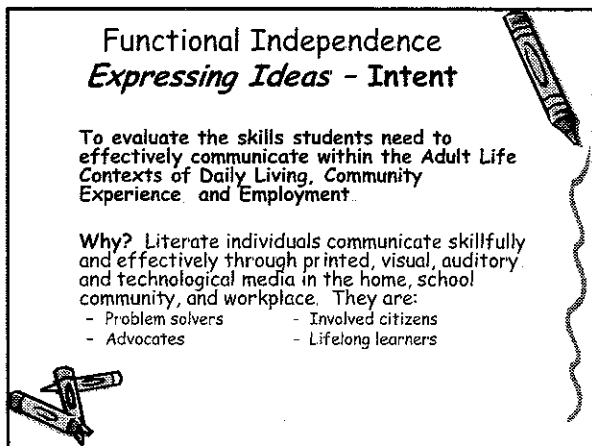 Functional Independence
Expressing Ideas - Intent
To evaluate the skills students need to
effectively communicate within the Adult Life
Contexts of Daily Living, Community
Experience and Employment
Why? Literate individuals communicate skillfully
and effectively through printed, visual, auditory
and technological media in the home, school
community, and workplace. They are:
- Problem solvers - Involved citizens
- Advocates - Lifelong learners